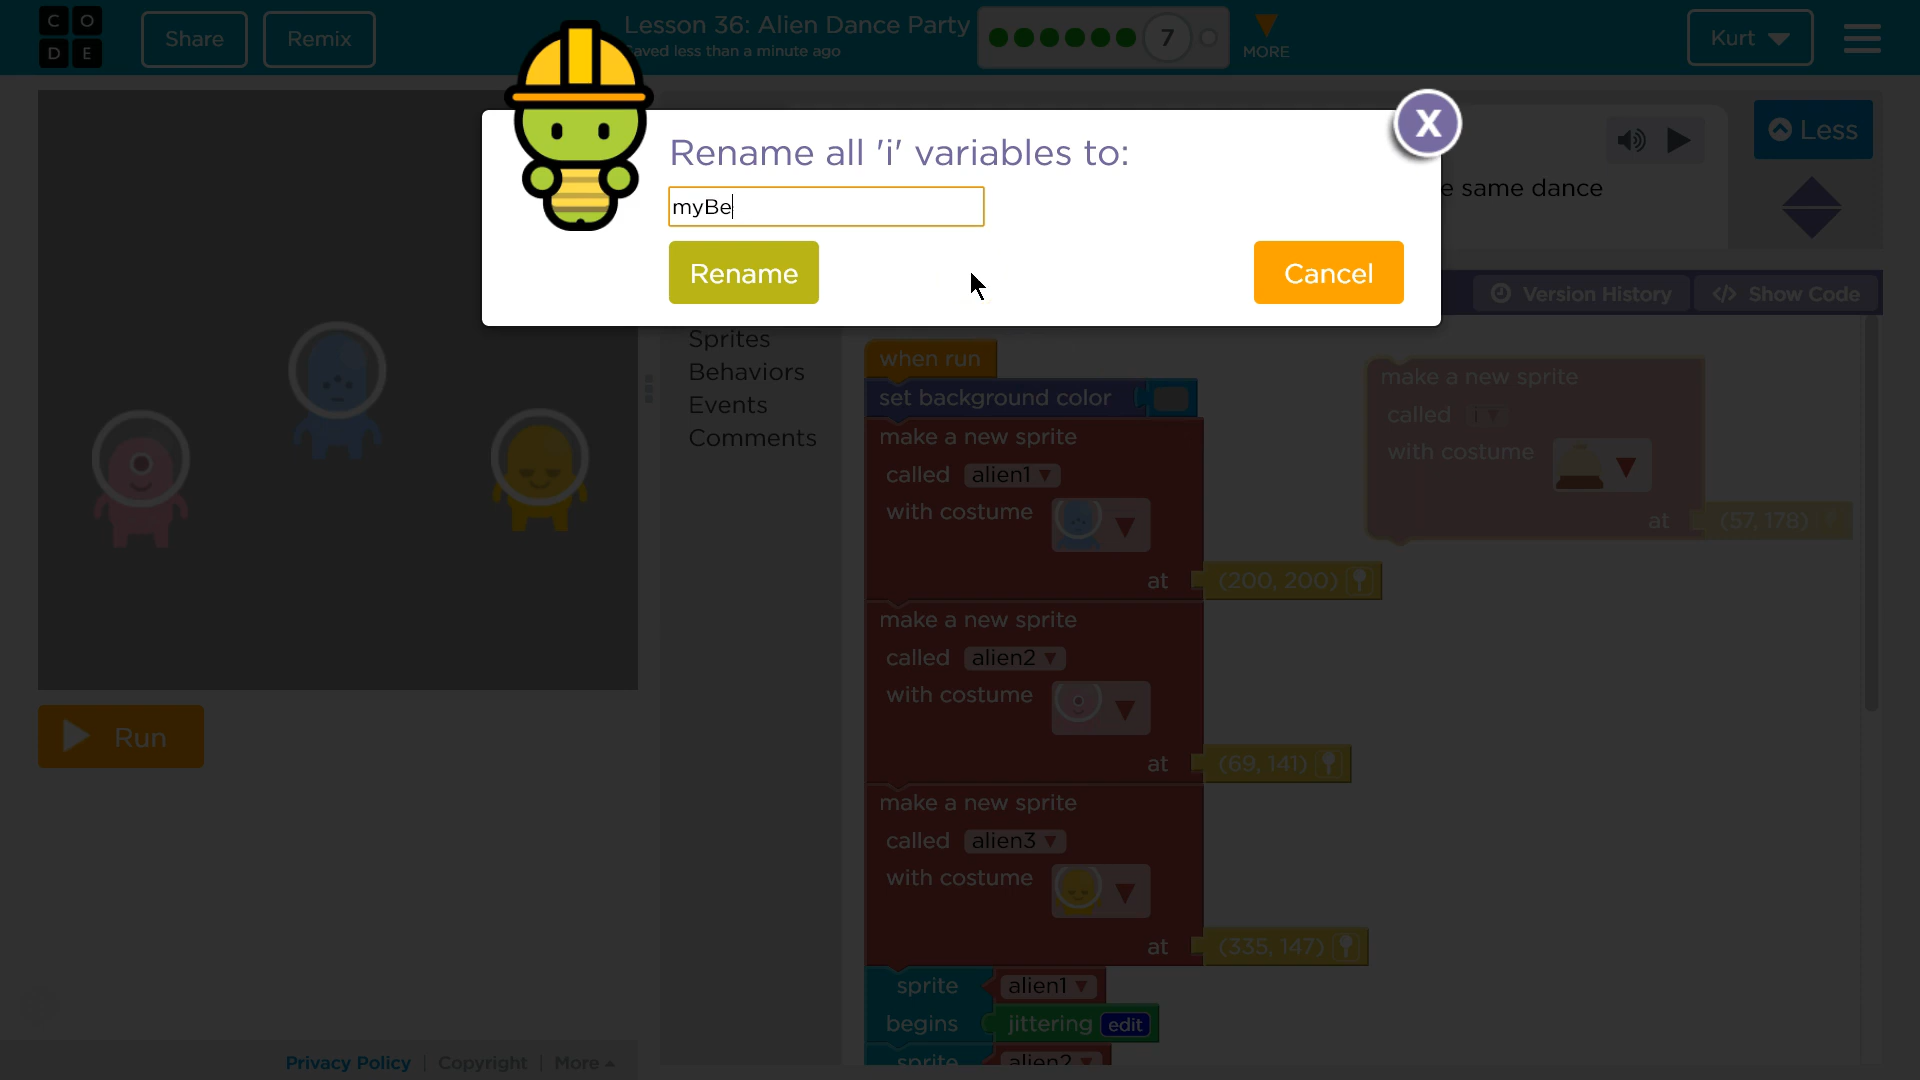 C O
D E
Share
Remix
Lesson 36: Alien Dance Party
aved less than a minute ago
7
MORE
Kurt
X
Rename all 'i' variables to:
myBe
Rename
Cancel
Less
e same dance
Version History
Show Code
Sprites
Behaviors
Events
Comments
when run
set background color
make a new sprite
called alien1
with costume
at (200, 200)
make a new sprite
called alien2
with costume
at (69, 141)
make a new sprite
called alien3
with costume
at (335, 147)
sprite alien1
begins jittering edit
sprite alien2
make a new sprite
called i
with costume
at (57, 178)
Run
Privacy Policy | Copyright | More